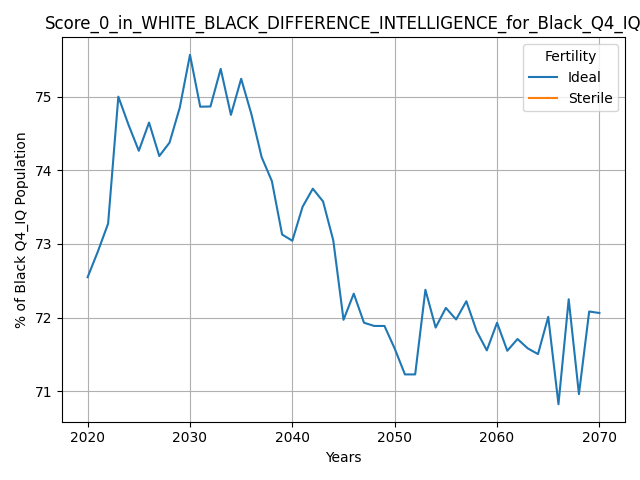 Score_0_in_WHITE_BLACK_DIFFERENCE_INTELLIGENCE_for_Black_Q4_IQ
Fertility
Ideal
Sterile
% of Black Q4_IQ Population
75
74
73
72
71
2020 2030 2040 2050 2060 2070
Years